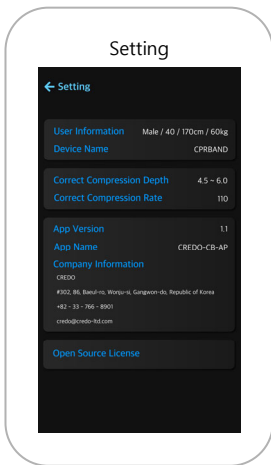 Setting
← Setting
User Information Male / 40 / 170cm / 60kg
Device Name CPRBAND
Correct Compression Depth 4.5 ~ 6.0
Correct Compression Rate 110
App Version 1.1
App Name CREDO-CB-AP
Company Information
CREDO
#302, 86, Baeul-ro, Wonju-si, Gangwon-do, Republic of Korea
+82 - 33 - 766 - 8901
credo@credo-ltd.com
Open Source License